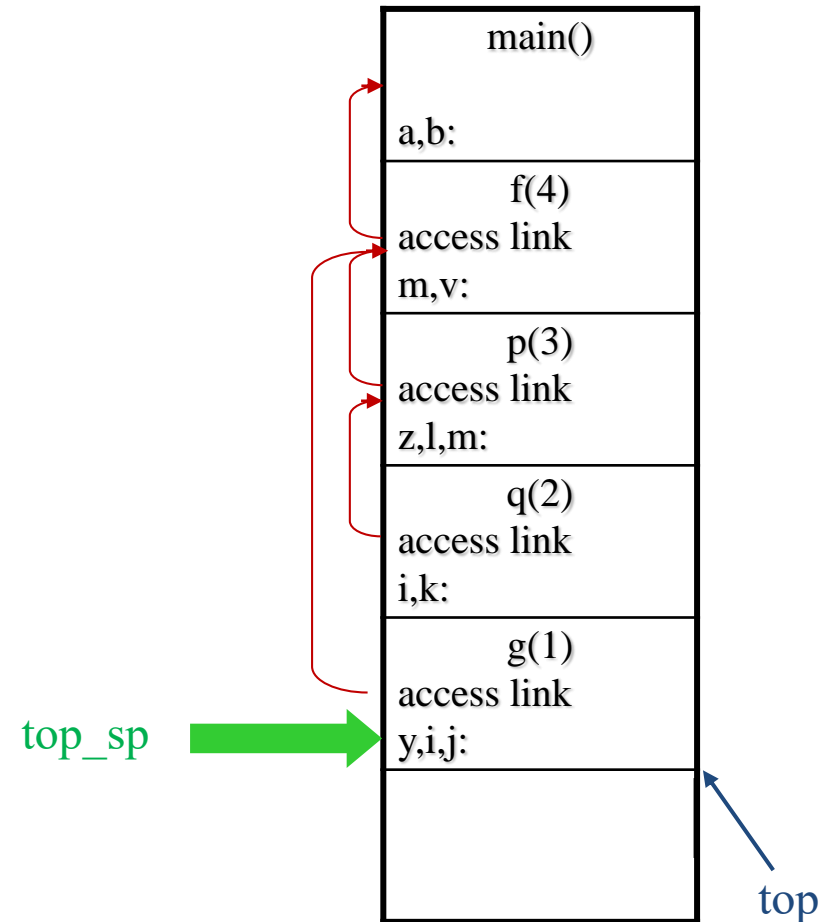 main()
a,b:
f(4)
access link
m,v:
p(3)
access link
z,l,m:
q(2)
access link
i,k:
g(1)
access link
top_sp
y,i,j:
top